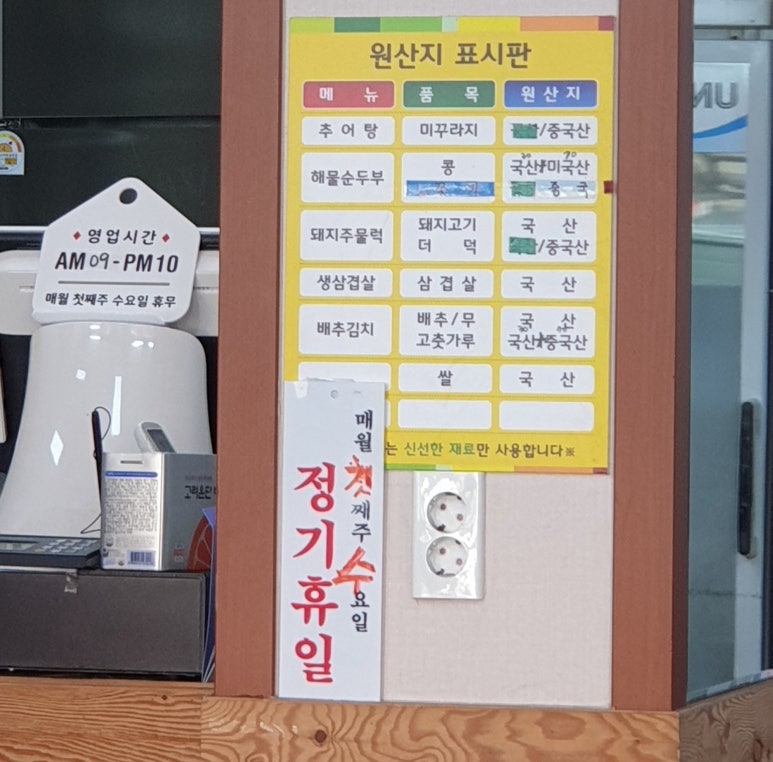 원산지 표시판
메 뉴 품 목 원 산 지
추 어 탕 미꾸라지 /중국산
해물순두부 콩 국산 미국산
중 국
돼지주물럭 돼지고기 국 산
더 덕 /중국산
생삼겹살 삼 겹 살 국 산
배추김치 배추/무 국 산
고춧가루 국산 중국산
쌀 국 산
는 신선한 재료만 사용합니다※
영업시간
AM 09-PM10
매월 첫째주 수요일 휴무
매월 첫째주 수요일
정기휴일
고려은단